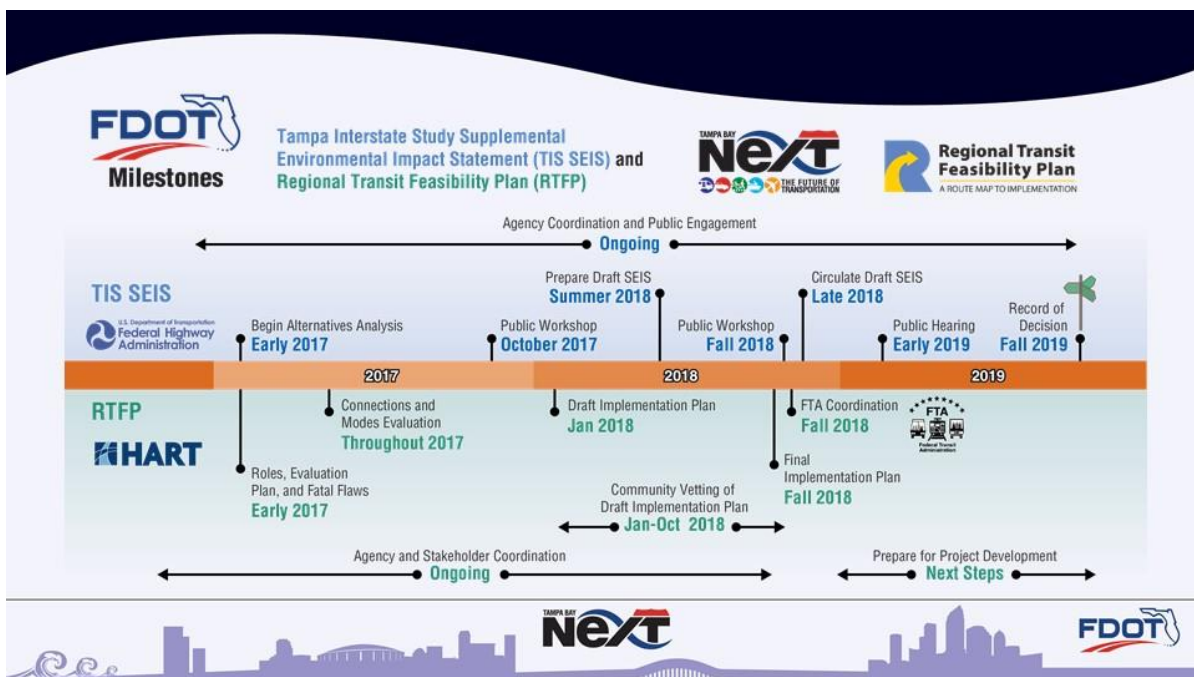 FDOT
Milestones
Tampa Interstate Study Supplemental
Environmental Impact Statement (TIS SEIS) and
Regional Transit Feasibility Plan (RTFP)
TAMPA BAY
NEXT
THE FUTURE OF
TRANSPORTATION
Regional Transit
Feasibility Plan
A ROUTE MAP TO IMPLEMENTATION
Agency Coordination and Public Engagement
Ongoing
TIS SEIS
U.S. Department of Transportation
Federal Highway
Administration
Begin Alternatives Analysis
Early 2017
Public Workshop
October 2017
Prepare Draft SEIS
Summer 2018
Public Workshop
Fall 2018
Circulate Draft SEIS
Late 2018
Public Hearing
Early 2019
Record of
Decision
Fall 2019
2017
2018
2019
RTFP
HART
Roles, Evaluation
Plan, and Fatal Flaws
Early 2017
Connections and
Modes Evaluation
Throughout 2017
Draft Implementation Plan
Jan 2018
Community Vetting of
Draft Implementation Plan
Jan-Oct 2018
Final
Implementation Plan
Fall 2018
FTA Coordination
Fall 2018
FTA
Federal Transit
Administration
Agency and Stakeholder Coordination
Ongoing
Prepare for Project Development
Next Steps
TAMPA BAY
NEXT
FDOT